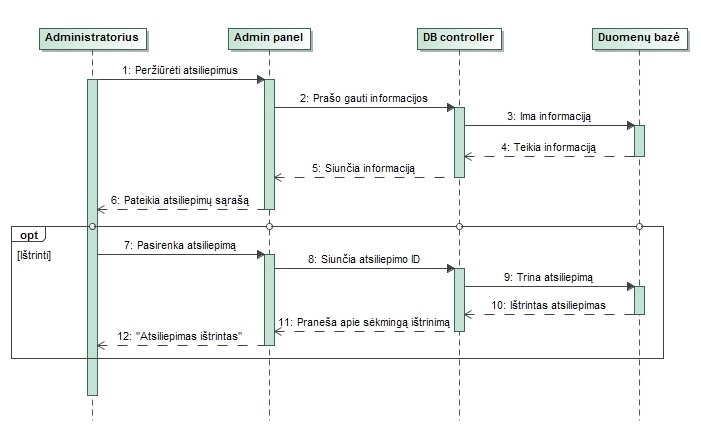 Administratorius
Admin panel
DB controller
Duomenų bazė
1: Peržiūrėti atsiliepimus
2: Prašo gauti informacijos
3: Ima informaciją
4: Teikia informaciją
5: Siunčia informaciją
6: Pateikia atsiliepimų sąrašą
opt
[Ištrinti]
7: Pasirenka atsiliepimą
8: Siunčia atsiliepimo ID
9: Trina atsiliepimą
10: Ištrintas atsiliepimas
11: Praneša apie sėkmingą ištrinimą
12: "Atsiliepimas ištrintas"